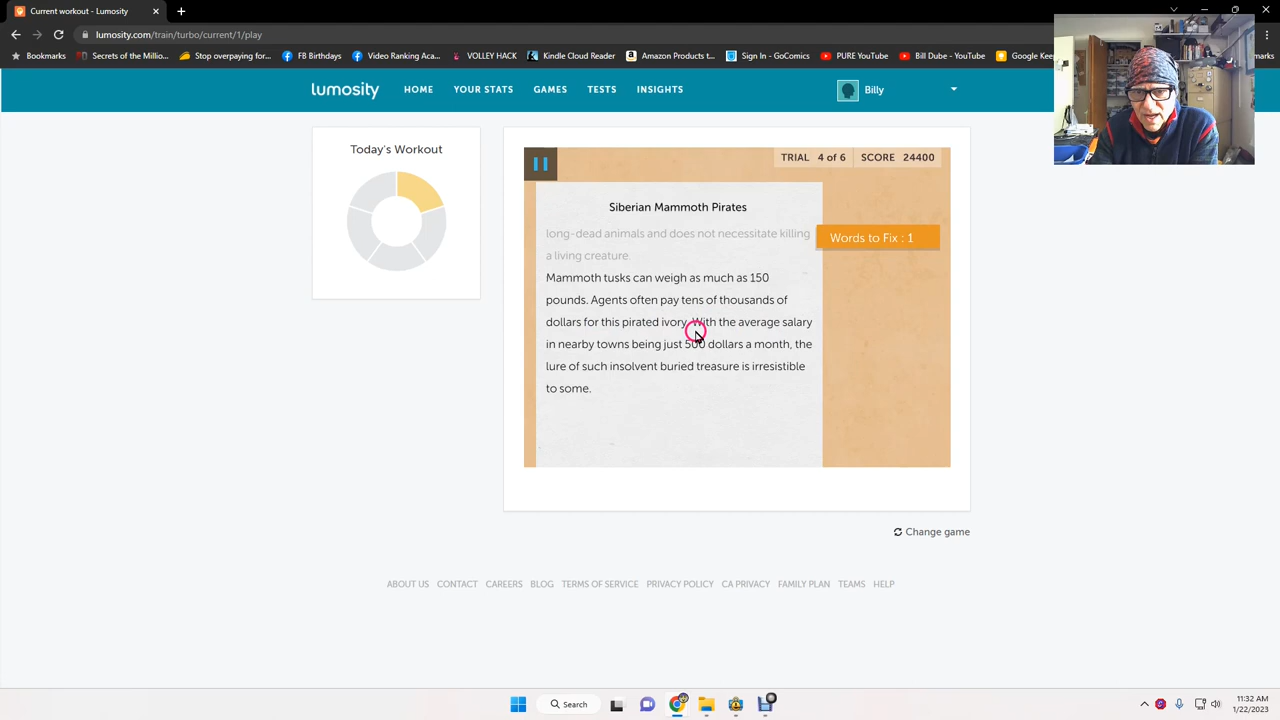 Current workout - Lumosity
lumosity.com/train/turbo/current/1/play
Bookmarks Secrets of the Millio... Stop overpaying for... FB Birthdays Video Ranking Aca... Kindle Cloud Reader Amazon Products t... Sign In - GoComics PURE YouTube Bill Dube - YouTube Google Keep
lumosity HOME YOUR STATS GAMES TESTS INSIGHTS Billy
Today's Workout
TRIAL 4 of 6 SCORE 24400
Siberian Mammoth Pirates
long-dead animals and does not necessitate killing
a living creature.
Words to Fix : 1
Mammoth tusks can weigh as much as 150
pounds. Agents often pay tens of thousands of
dollars for this pirated ivory. With the average salary
in nearby towns being just 500 dollars a month, the
lure of such insolvent buried treasure is irresistible
to some.
Change game
ABOUT US CONTACT CAREERS BLOG TERMS OF SERVICE PRIVACY POLICY CA PRIVACY FAMILY PLAN TEAMS HELP
Search
11:32 AM
1/22/2023